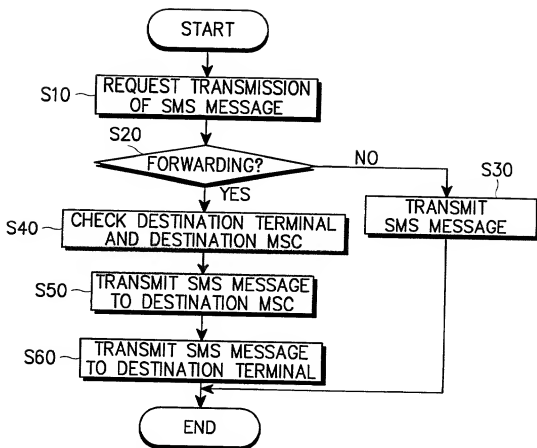 START
S10
REQUEST TRANSMISSION
OF SMS MESSAGE
S20
FORWARDING?
NO
YES
S30
TRANSMIT
SMS MESSAGE
S40
CHECK DESTINATION TERMINAL
AND DESTINATION MSC
S50
TRANSMIT SMS MESSAGE
TO DESTINATION MSC
S60
TRANSMIT SMS MESSAGE
TO DESTINATION TERMINAL
END